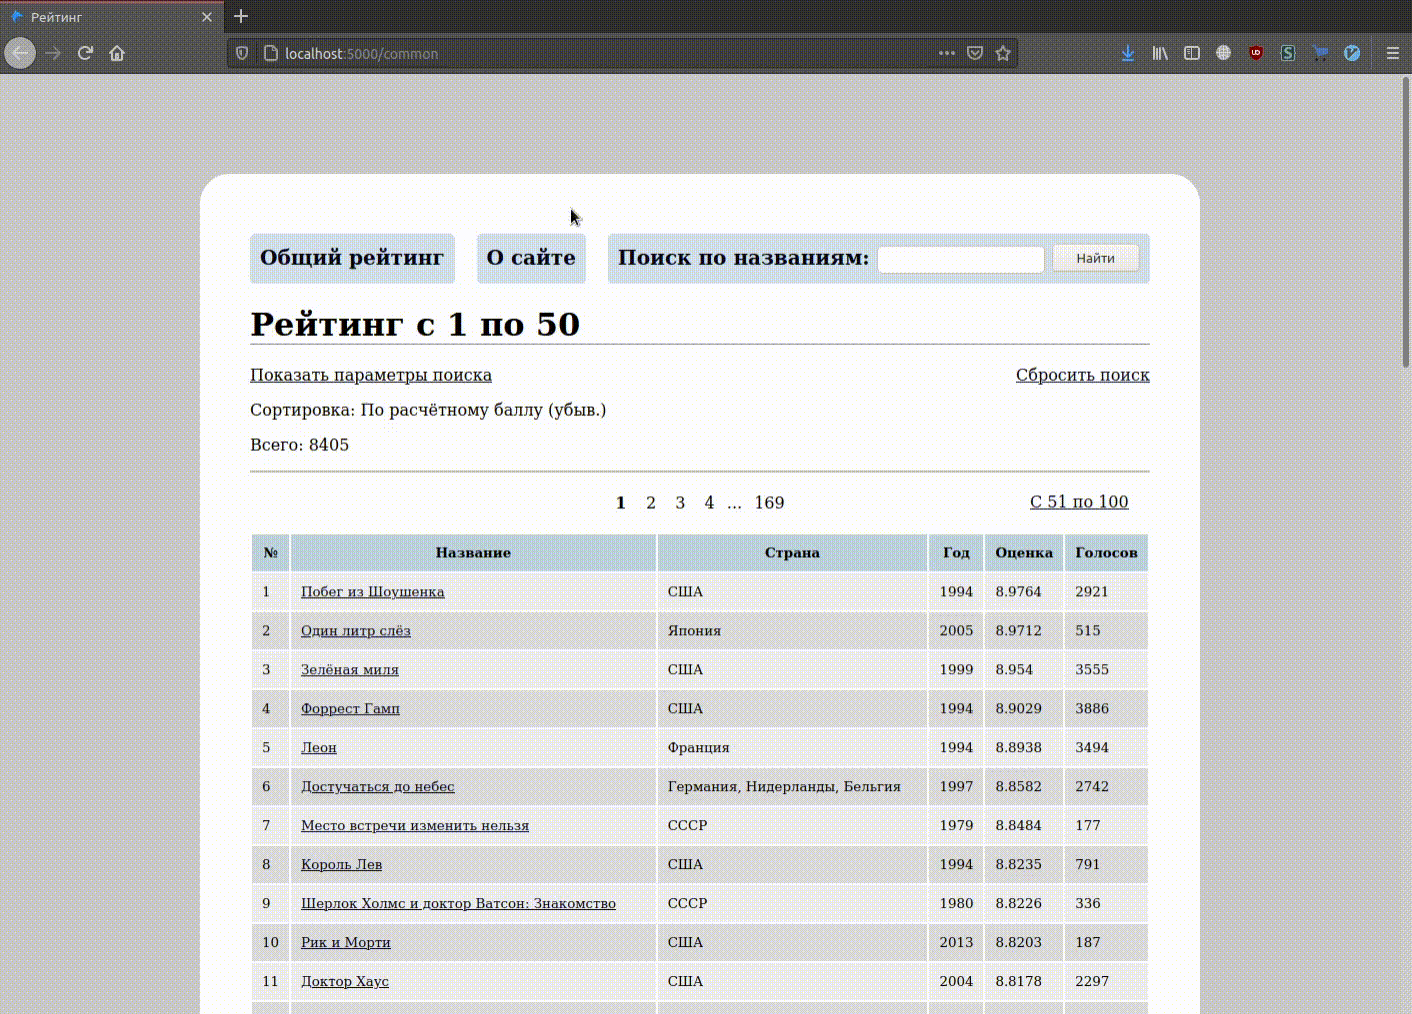 Рейтинг
localhost:5000/common
Общий рейтинг О сайте Поиск по названиям: Найти
Рейтинг с 1 по 50
Показать параметры поиска Сбросить поиск
Сортировка: По расчётному баллу (убыв.)
Всего: 8405
1 2 3 4 ... 169 С 51 по 100
№ Название Страна Год Оценка Голосов
1 Побег из Шоушенка США 1994 8.9764 2921
2 Один литр слёз Япония 2005 8.9712 515
3 Зелёная миля США 1999 8.954 3555
4 Форрест Гамп США 1994 8.9029 3886
5 Леон Франция 1994 8.8938 3494
6 Достучаться до небес Германия, Нидерланды, Бельгия 1997 8.8582 2742
7 Место встречи изменить нельзя СССР 1979 8.8484 177
8 Король Лев США 1994 8.8235 791
9 Шерлок Холмс и доктор Ватсон: Знакомство СССР 1980 8.8226 336
10 Рик и Морти США 2013 8.8203 187
11 Доктор Хаус США 2004 8.8178 2297